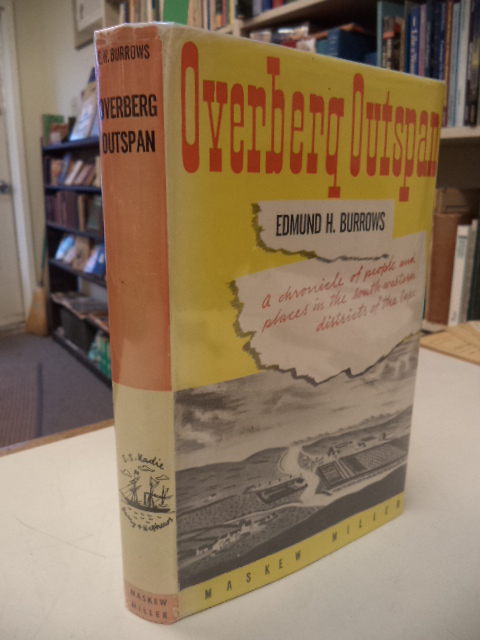 E. H. BURROWS
OVERBERG
OUTSPAN
MASKEW
MILLER
Overberg Outspan
EDMUND H. BURROWS
A chronicle of people and
places in the South-western
districts of the Cape
MASKEW MILLER